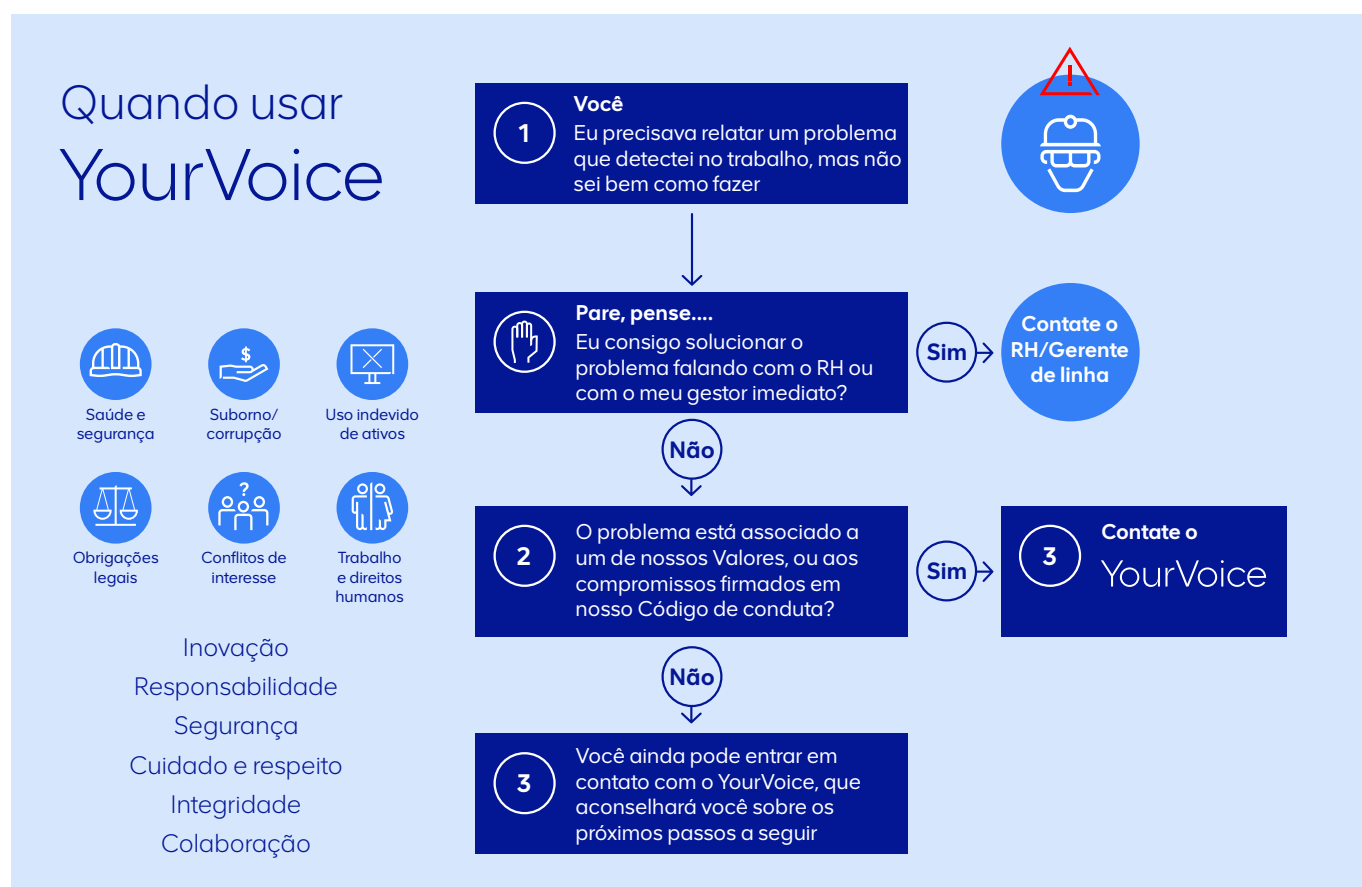 Quando usar
YourVoice
1
Você
Eu precisava relatar um problema
que detectei no trabalho, mas não
sei bem como fazer
!
Pare, pense....
Eu consigo solucionar o
problema falando com o RH ou
com o meu gestor imediato?
Sim
Contate o
RH/Gerente
de linha
Não
$
Saúde e
segurança
Suborno/
corrupção
Uso indevido
de ativos
?
Obrigações
legais
Conflitos de
interesse
Trabalho
e direitos
humanos
2
O problema está associado a
um de nossos Valores, ou aos
compromissos firmados em
nosso Código de conduta?
Sim
3
Contate o
YourVoice
Não
Inovação
Responsabilidade
Segurança
Cuidado e respeito
Integridade
Colaboração
3
Você ainda pode entrar em
contato com o YourVoice, que
aconselhará você sobre os
próximos passos a seguir